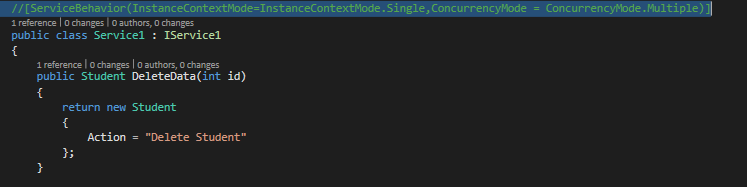 //[ServiceBehavior(InstanceContextMode=InstanceContextMode.Single,ConcurrencyMode = ConcurrencyMode.Multiple)]
1 reference | 0 changes | 0 authors, 0 changes
public class Service1 : IService1
{
1 reference | 0 changes | 0 authors, 0 changes
public Student DeleteData(int id)
{
return new Student
{
Action = "Delete Student"
};
}